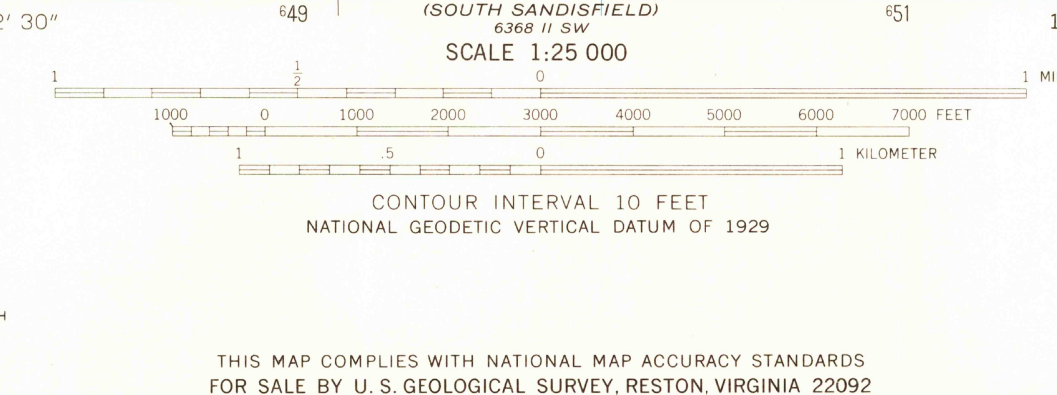 2' 30" ⁶49 (SOUTH SANDISFIELD) ⁶51 1
6368 II SW
SCALE 1:25 000
1 1/2 0 1
1000 0 1000 2000 3000 4000 5000 6000 7000 FEET
1 .5 0 1 KILOMETER
CONTOUR INTERVAL 10 FEET
NATIONAL GEODETIC VERTICAL DATUM OF 1929
THIS MAP COMPLIES WITH NATIONAL MAP ACCURACY STANDARDS
FOR SALE BY U. S. GEOLOGICAL SURVEY, RESTON, VIRGINIA 22092